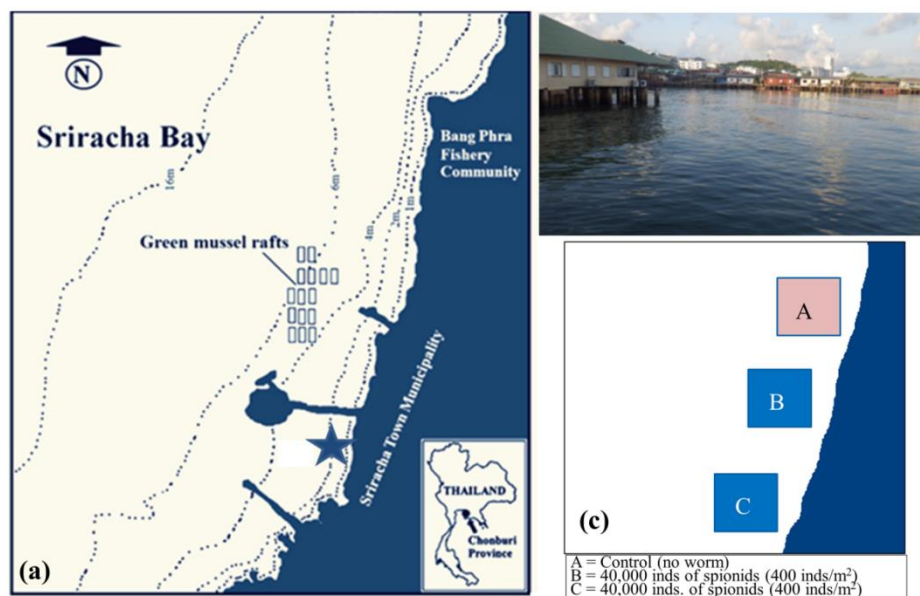 N
Sriracha Bay
Bang Phra
Fishery
Community
16m
6m
4m
2m
1m
Green mussel rafts
Sriracha Town Municipality
THAILAND
Chonburi
Province
(a)
A
B
C
(c)
A = Control (no worm)
B = 40,000 inds of spionids (400 inds/m²)
C = 40,000 inds. of spionids (400 inds/m²)